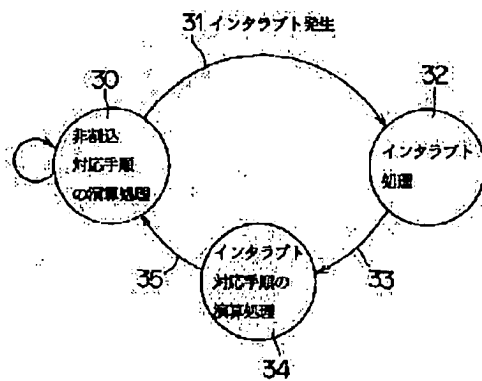 31 インタラプト発生
30
32
非割込
対応手順
の演算処理
インタラプト
処理
インタラプト
対応手順の
演算処理
35
33
34